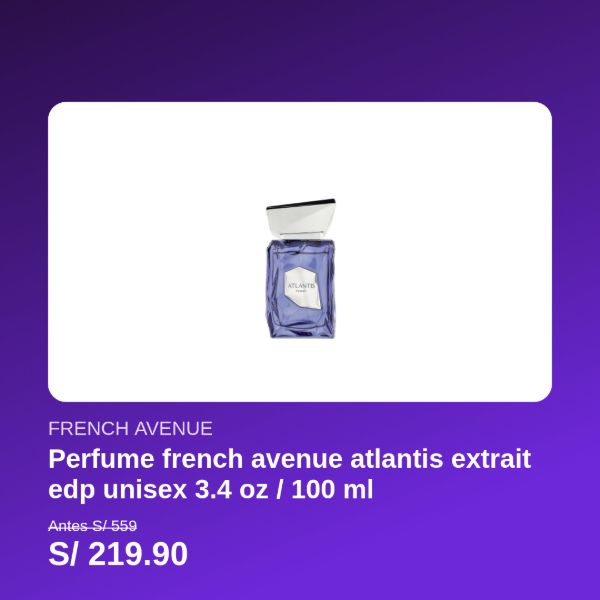 ATLANTIS
FRENCH AVENUE
Perfume french avenue atlantis extrait
edp unisex 3.4 oz / 100 ml
Antes S/ 559
S/ 219.90